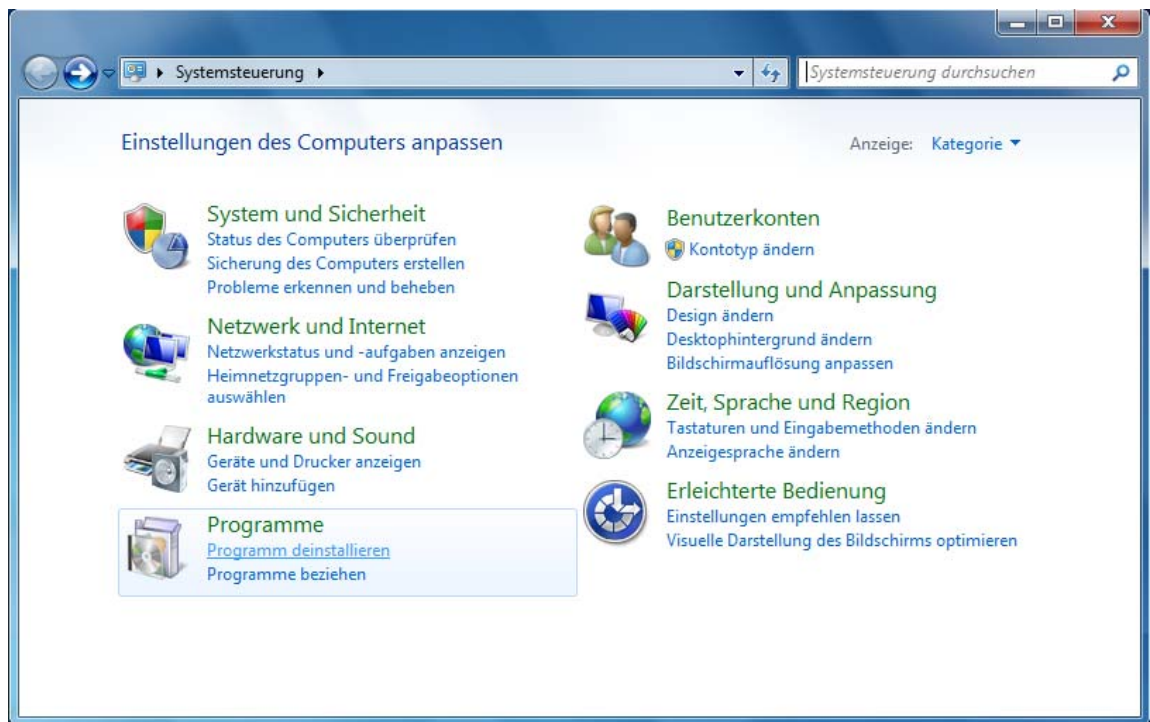 Systemsteuerung
Systemsteuerung durchsuchen
Einstellungen des Computers anpassen
Anzeige: Kategorie
System und Sicherheit
Status des Computers überprüfen
Sicherung des Computers erstellen
Probleme erkennen und beheben
Netzwerk und Internet
Netzwerkstatus und -aufgaben anzeigen
Heimnetzgruppen- und Freigabeoptionen
auswählen
Hardware und Sound
Geräte und Drucker anzeigen
Gerät hinzufügen
Programme
Programm deinstallieren
Programme beziehen
Benutzerkonten
Kontotyp ändern
Darstellung und Anpassung
Design ändern
Desktophintergrund ändern
Bildschirmauflösung anpassen
Zeit, Sprache und Region
Tastaturen und Eingabemethoden ändern
Anzeigesprache ändern
Erleichterte Bedienung
Einstellungen empfehlen lassen
Visuelle Darstellung des Bildschirms optimieren